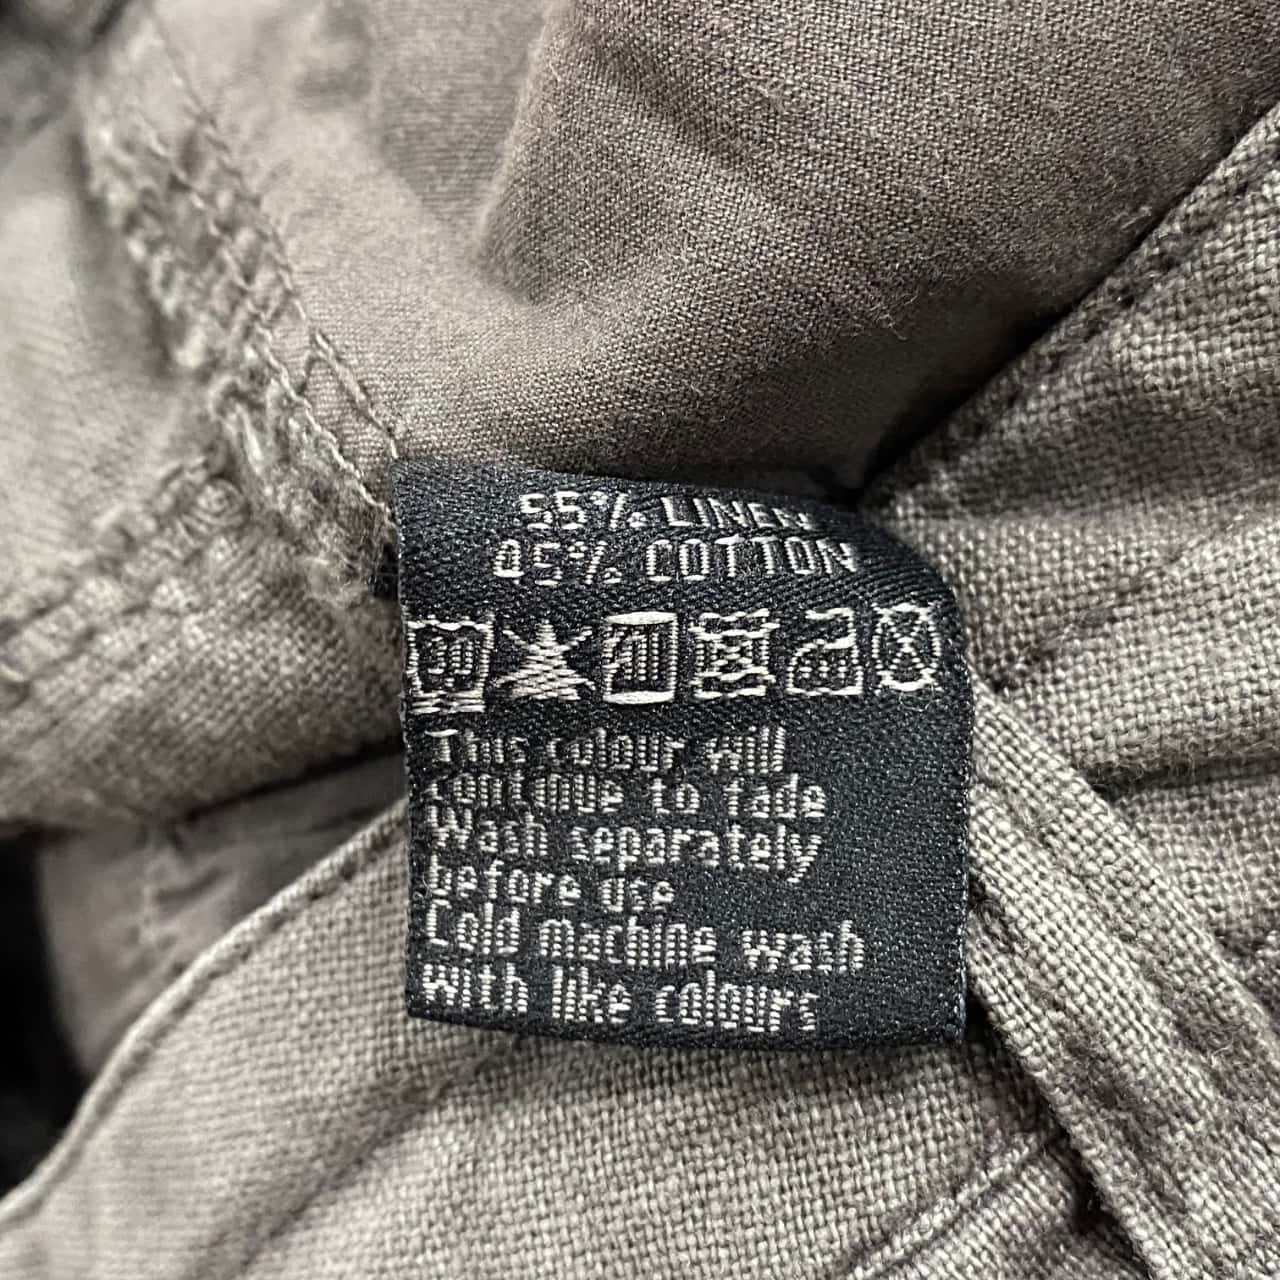 55% LINEN
45% COTTON
30
This colour will
continue to fade
Wash separately
before use
Cold machine wash
with like colours